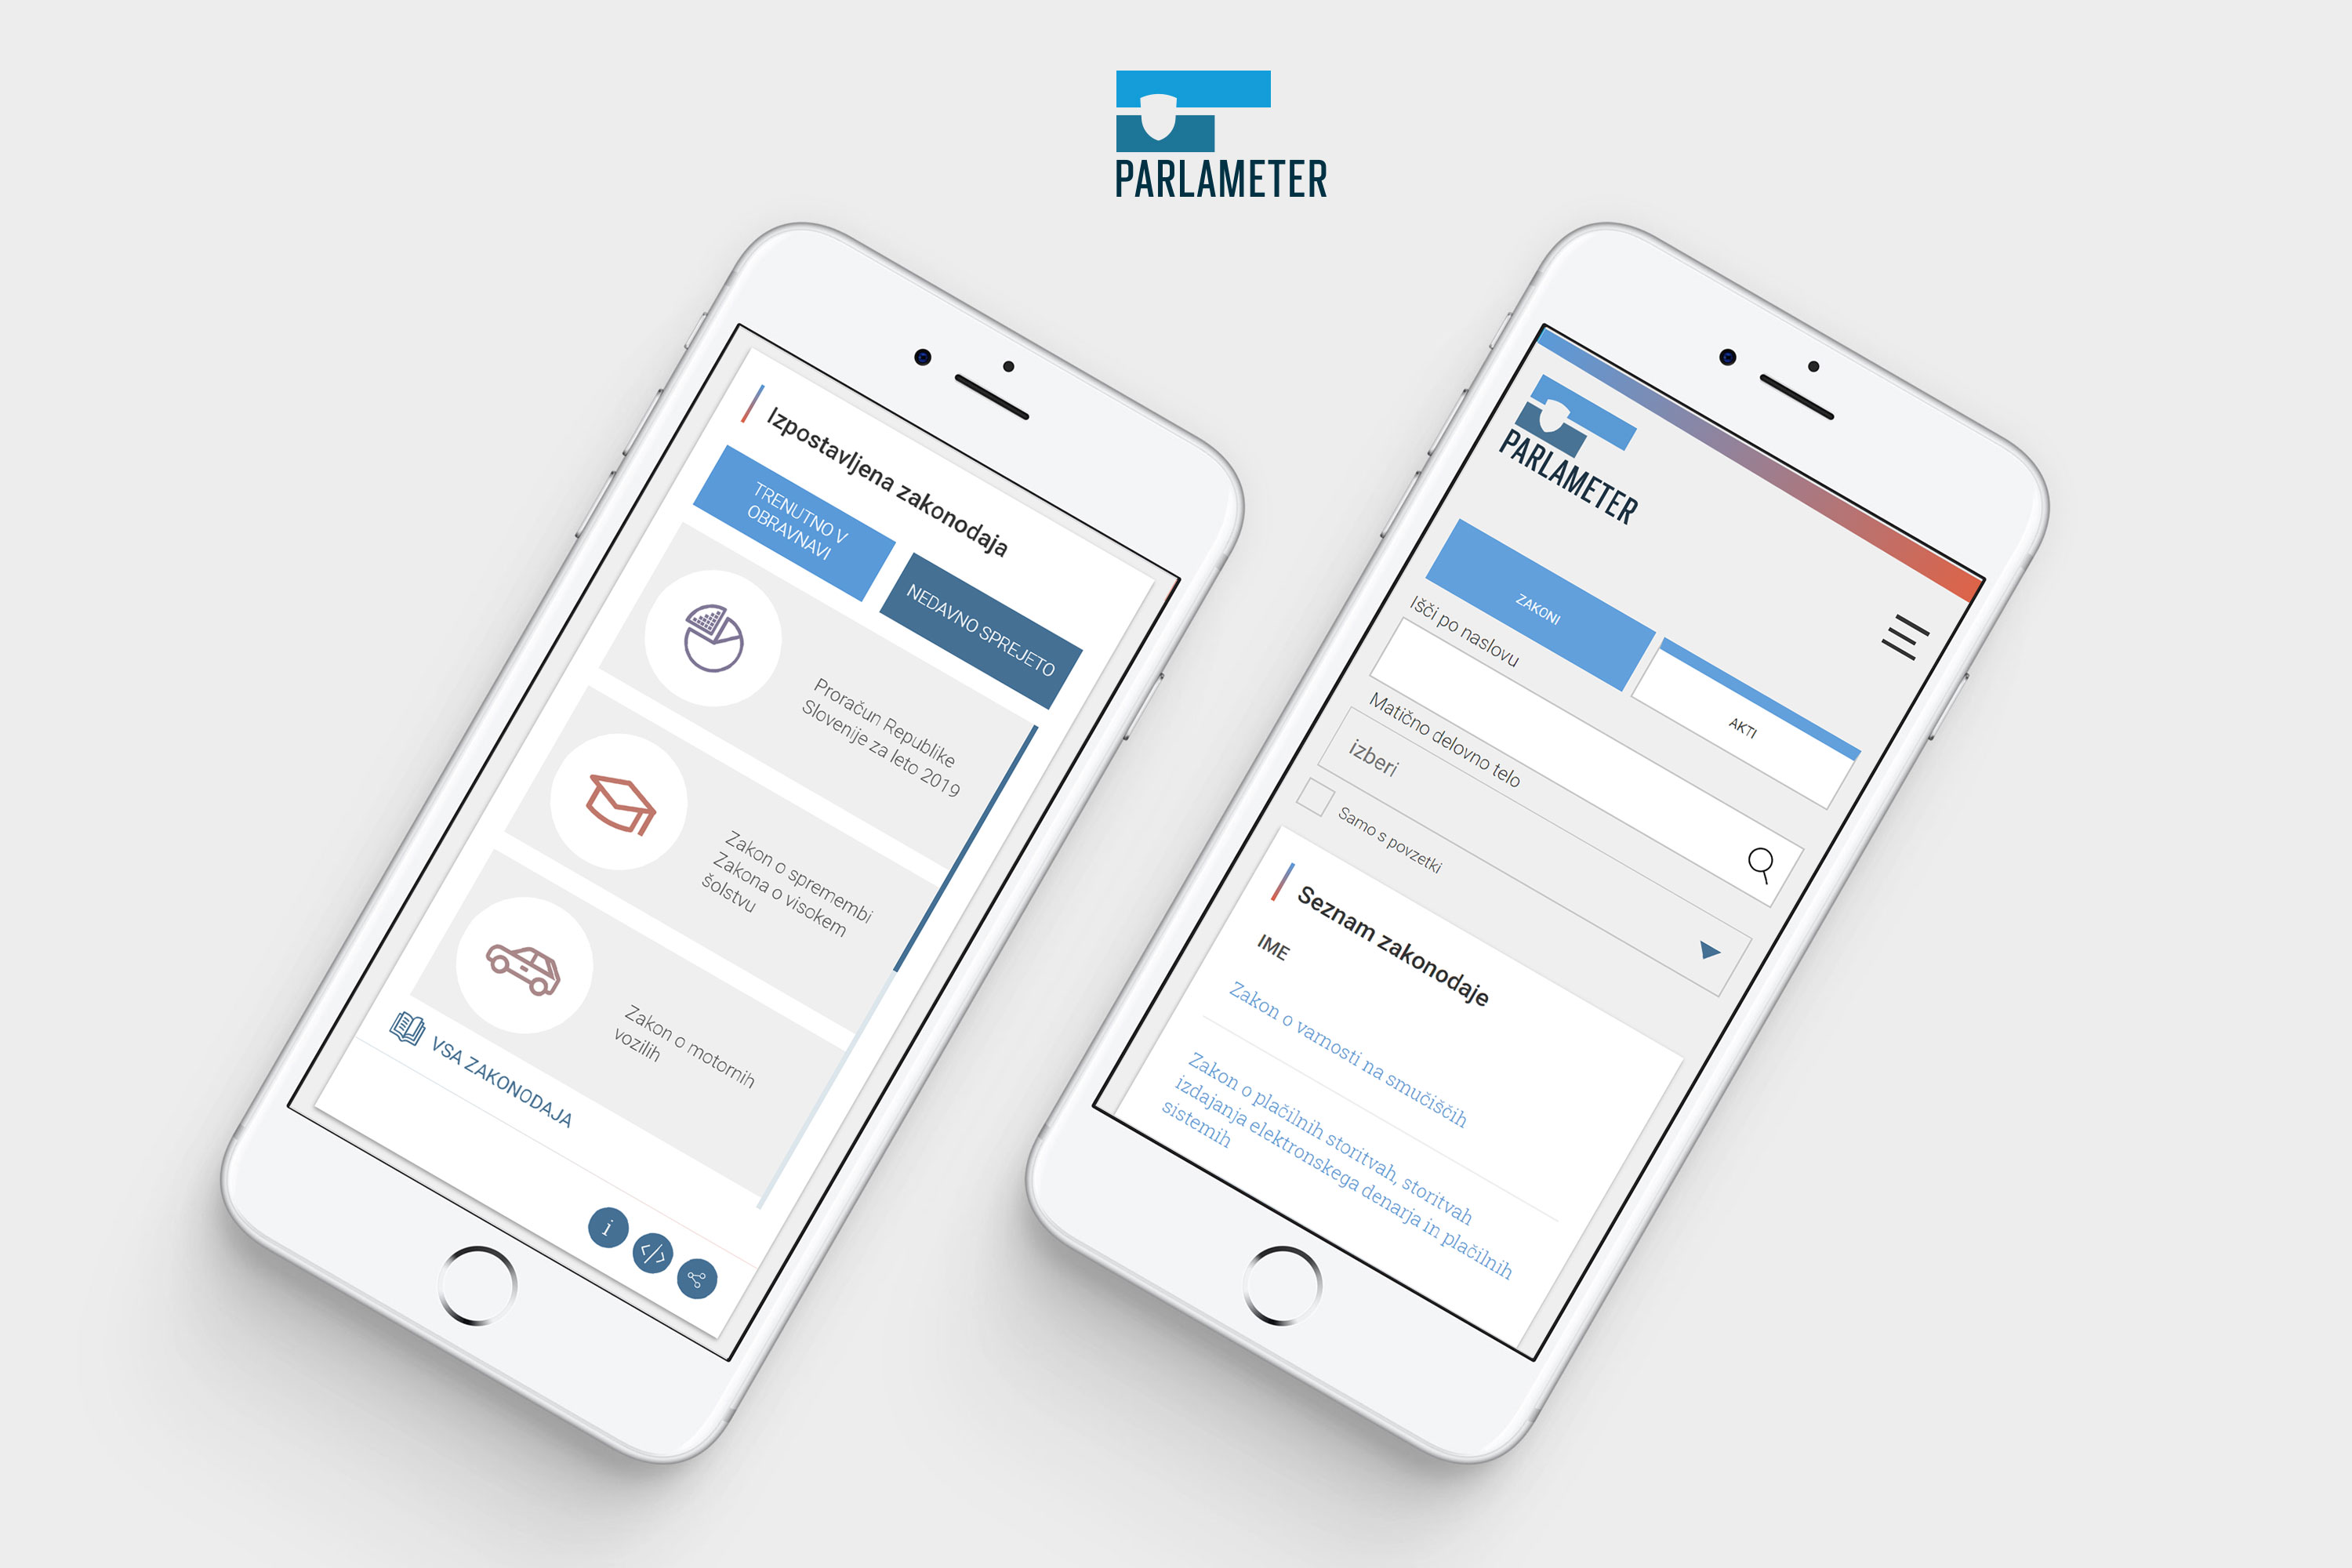 PARLAMETER
Izpostavljena zakonodaja
TRENUTNO V
OBRAVNAVI
NEDAVNO SPREJETO
Proračun Republike
Slovenije za leto 2019
Zakon o spremembi
Zakona o visokem
šolstvu
Zakon o motornih
vozilih
VSA ZAKONODAJA
i
</>
PARLAMETER
ZAKONI
AKTI
Išči po naslovu
Matično delovno telo
izberi
Samo s povzetki
Seznam zakonodaje
IME
Zakon o varnosti na smučiščih
Zakon o plačilnih storitvah, storitvah
izdajanja elektronskega denarja in plačilnih
sistemih